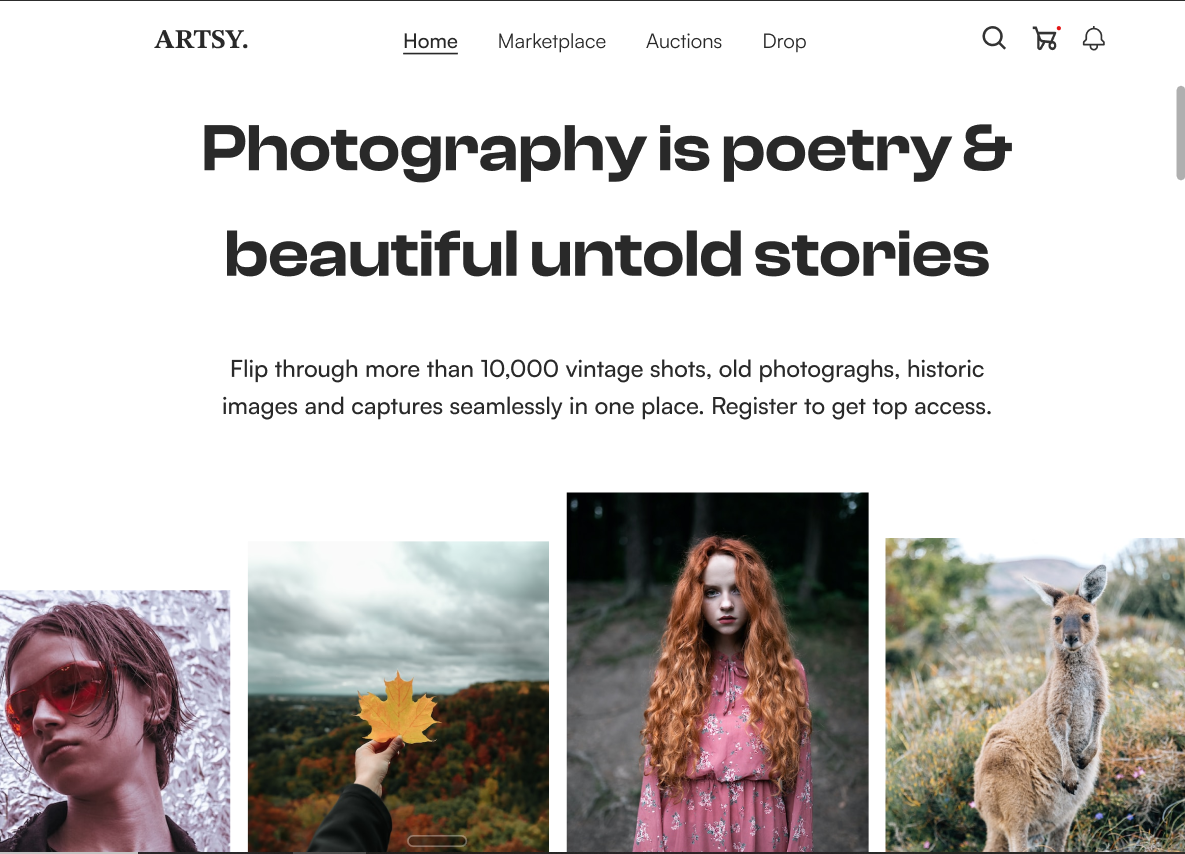 ARTSY.
Home Marketplace Auctions Drop
Photography is poetry &
beautiful untold stories
Flip through more than 10,000 vintage shots, old photograghs, historic
images and captures seamlessly in one place. Register to get top access.